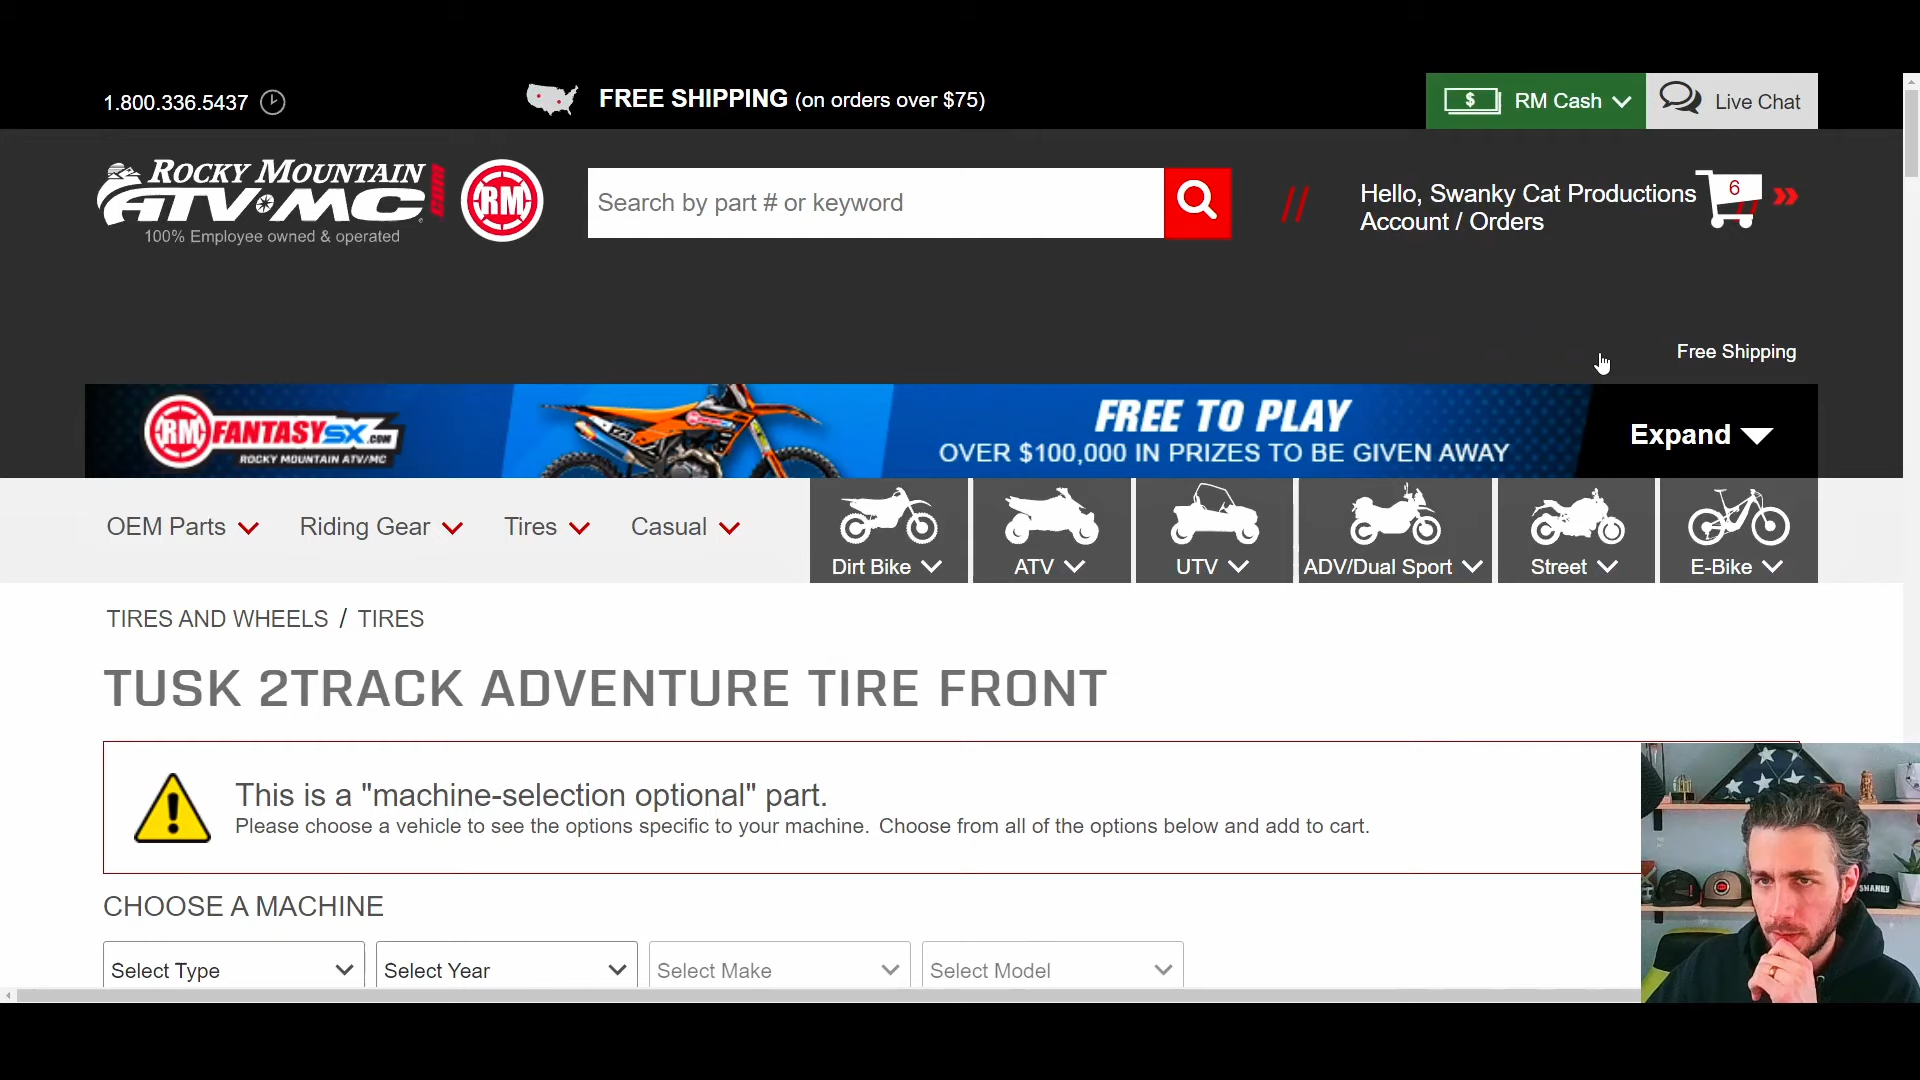 1.800.336.5437
FREE SHIPPING (on orders over $75)
$ RM Cash
Live Chat
ROCKY MOUNTAIN
ATV MC .COM
100% Employee owned & operated
RM
Search by part # or keyword
Hello, Swanky Cat Productions
Account / Orders
6
Free Shipping
RM FANTASYSX.COM
ROCKY MOUNTAIN ATV/MC
FREE TO PLAY
OVER $100,000 IN PRIZES TO BE GIVEN AWAY
Expand
OEM Parts
Riding Gear
Tires
Casual
Dirt Bike
ATV
UTV
ADV/Dual Sport
Street
E-Bike
TIRES AND WHEELS / TIRES
TUSK 2TRACK ADVENTURE TIRE FRONT
This is a "machine-selection optional" part.
Please choose a vehicle to see the options specific to your machine. Choose from all of the options below and add to cart.
CHOOSE A MACHINE
Select Type
Select Year
Select Make
Select Model